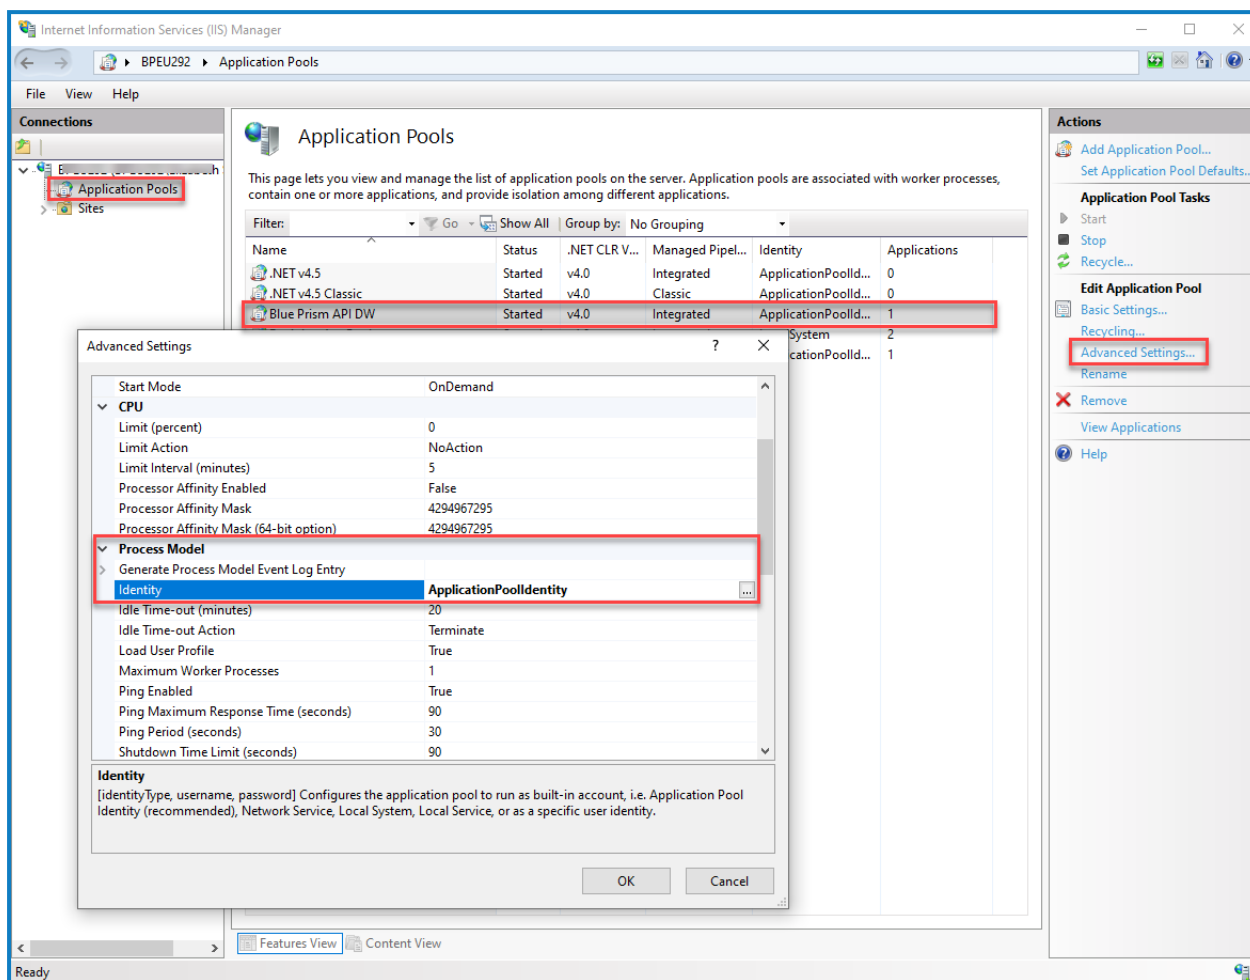 Internet Information Services (IIS) Manager
BPEU292 Application Pools
File View Help
Connections
Application Pools
Sites
Application Pools
This page lets you view and manage the list of application pools on the server. Application pools are associated with worker processes,
contain one or more applications, and provide isolation among different applications.
Filter: Go Show All Group by: No Grouping
Name Status .NET CLR V... Managed Pipel... Identity Applications
.NET v4.5 Started v4.0 Integrated ApplicationPoolId... 0
.NET v4.5 Classic Started v4.0 Classic ApplicationPoolId... 0
Blue Prism API DW Started v4.0 Integrated ApplicationPoolId... 1
System 2
cationPoolId... 1
Advanced Settings ?
Start Mode OnDemand
CPU
Limit (percent) 0
Limit Action NoAction
Limit Interval (minutes) 5
Processor Affinity Enabled False
Processor Affinity Mask 4294967295
Processor Affinity Mask (64-bit option) 4294967295
Process Model
Generate Process Model Event Log Entry
Identity ApplicationPoolIdentity ...
Idle Time-out (minutes) 20
Idle Time-out Action Terminate
Load User Profile True
Maximum Worker Processes 1
Ping Enabled True
Ping Maximum Response Time (seconds) 90
Ping Period (seconds) 30
Shutdown Time Limit (seconds) 90
Identity
[identityType, username, password] Configures the application pool to run as built-in account, i.e. Application Pool
Identity (recommended), Network Service, Local System, Local Service, or as a specific user identity.
OK Cancel
Features View Content View
Actions
Add Application Pool...
Set Application Pool Defaults...
Application Pool Tasks
Start
Stop
Recycle...
Edit Application Pool
Basic Settings...
Recycling...
Advanced Settings...
Rename
Remove
View Applications
Help
Ready